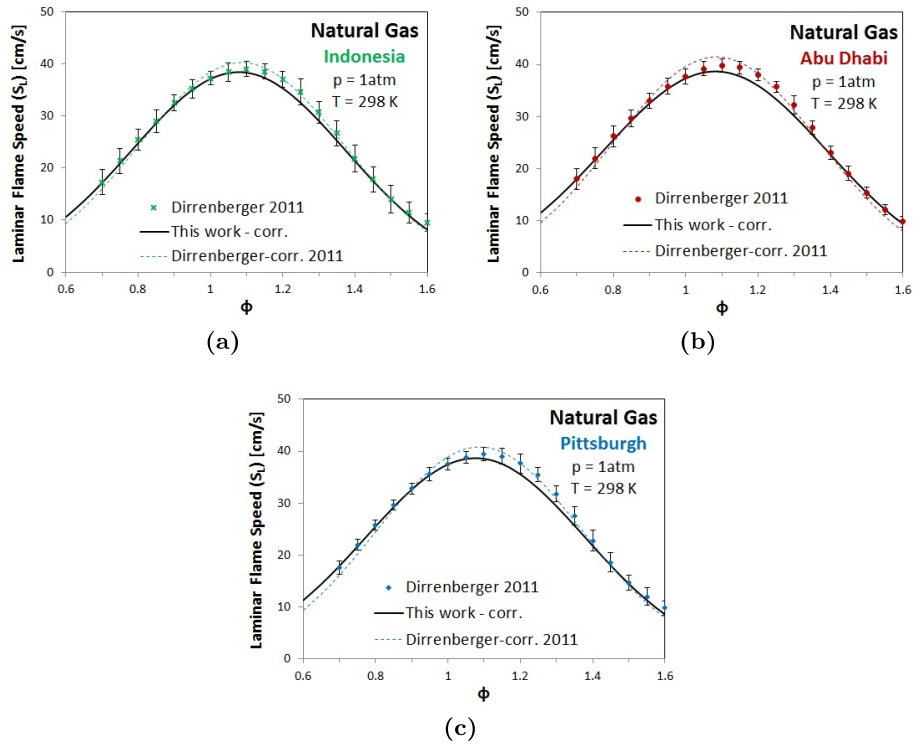 50
40
30
20
10
0
Laminar Flame Speed (SL) [cm/s]
Natural Gas
Indonesia
p = 1atm
T = 298 K
Dirrenberger 2011
This work - corr.
Dirrenberger-corr. 2011
0.6 0.8 1 1.2 1.4 1.6
ϕ
(a)
50
40
30
20
10
0
Laminar Flame Speed (SL) [cm/s]
Natural Gas
Abu Dhabi
p = 1atm
T = 298 K
Dirrenberger 2011
This work - corr.
Dirrenberger-corr. 2011
0.6 0.8 1 1.2 1.4 1.6
ϕ
(b)
50
40
30
20
10
0
Laminar Flame Speed (SL) [cm/s]
Natural Gas
Pittsburgh
p = 1atm
T = 298 K
Dirrenberger 2011
This work - corr.
Dirrenberger-corr. 2011
0.6 0.8 1 1.2 1.4 1.6
ϕ
(c)